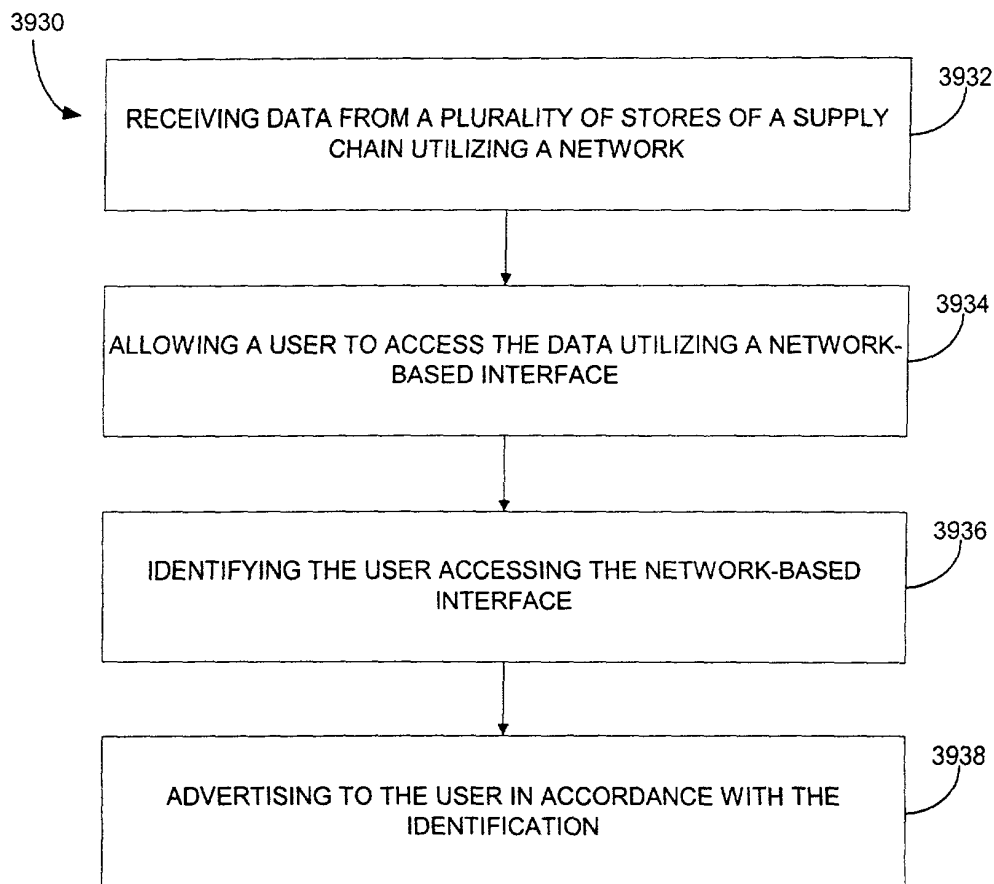 3930
3932
RECEIVING DATA FROM A PLURALITY OF STORES OF A SUPPLY
CHAIN UTILIZING A NETWORK
3934
ALLOWING A USER TO ACCESS THE DATA UTILIZING A NETWORK-
BASED INTERFACE
3936
IDENTIFYING THE USER ACCESSING THE NETWORK-BASED
INTERFACE
3938
ADVERTISING TO THE USER IN ACCORDANCE WITH THE
IDENTIFICATION